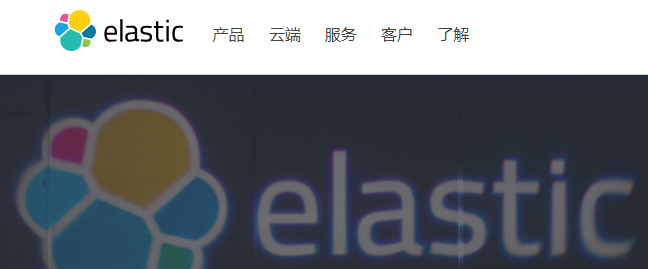 elastic 产品 云端 服务 客户 了解
elastic